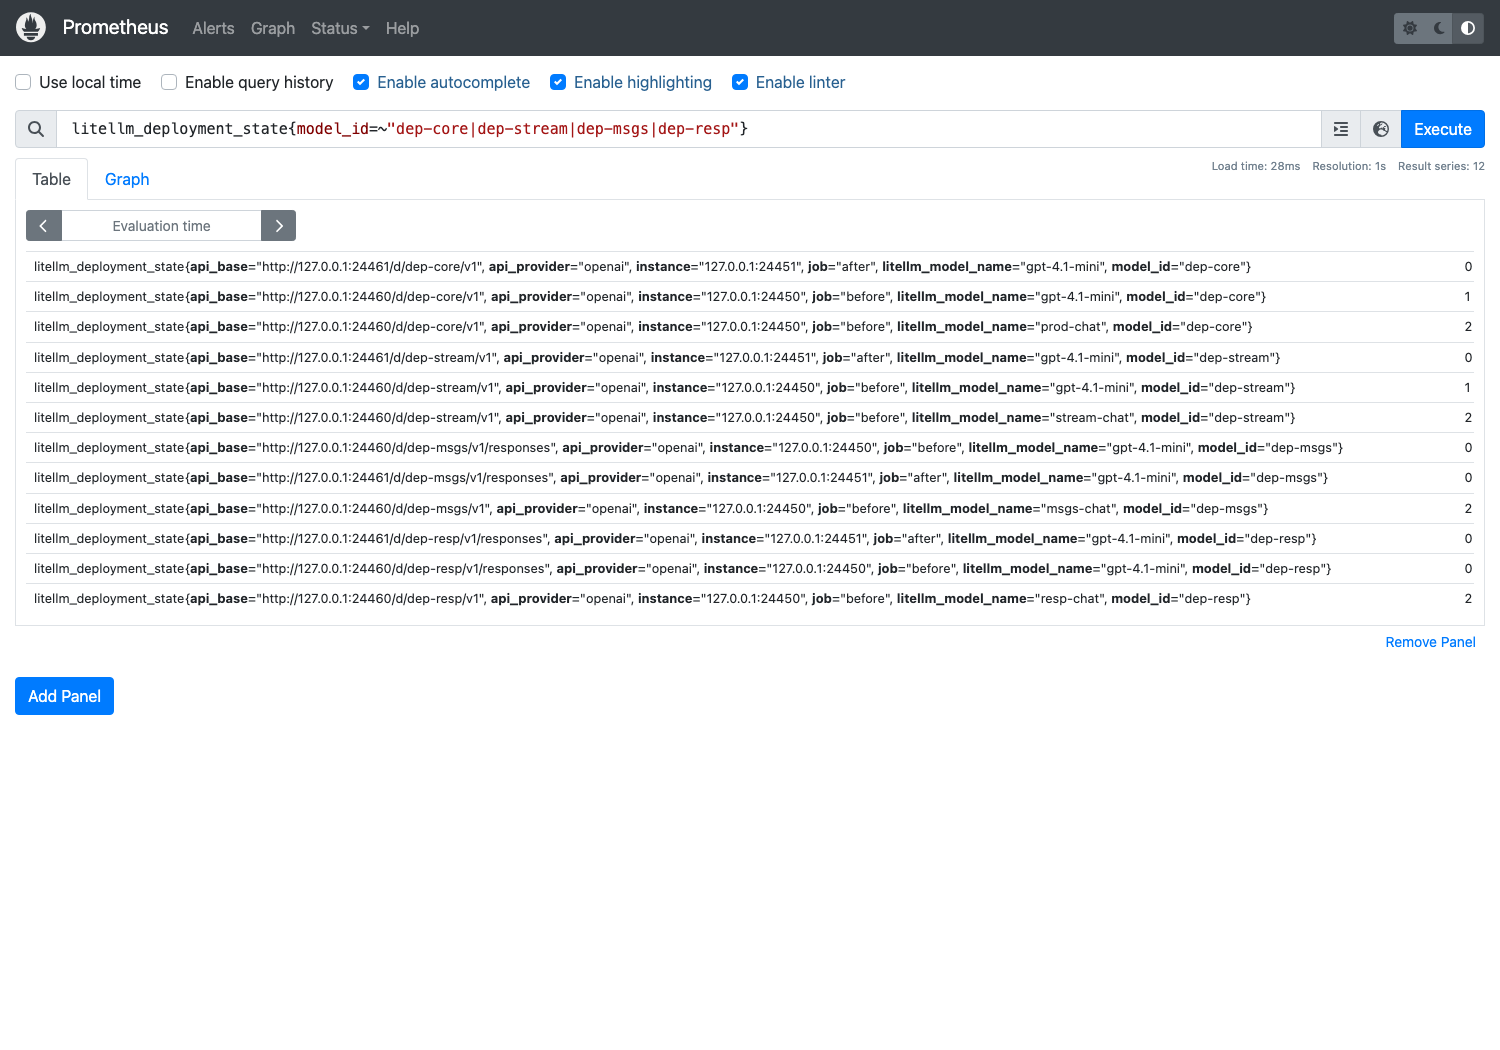 Prometheus Alerts Graph Status Help
Use local time Enable query history Enable autocomplete Enable highlighting Enable linter
litellm_deployment_state{model_id=~"dep-core|dep-stream|dep-msgs|dep-resp"} Execute
Load time: 28ms Resolution: 1s Result series: 12
Table Graph
Evaluation time
litellm_deployment_state{api_base="http://127.0.0.1:24461/d/dep-core/v1", api_provider="openai", instance="127.0.0.1:24451", job="after", litellm_model_name="gpt-4.1-mini", model_id="dep-core"} 0
litellm_deployment_state{api_base="http://127.0.0.1:24460/d/dep-core/v1", api_provider="openai", instance="127.0.0.1:24450", job="before", litellm_model_name="gpt-4.1-mini", model_id="dep-core"} 1
litellm_deployment_state{api_base="http://127.0.0.1:24460/d/dep-core/v1", api_provider="openai", instance="127.0.0.1:24450", job="before", litellm_model_name="prod-chat", model_id="dep-core"} 2
litellm_deployment_state{api_base="http://127.0.0.1:24461/d/dep-stream/v1", api_provider="openai", instance="127.0.0.1:24451", job="after", litellm_model_name="gpt-4.1-mini", model_id="dep-stream"} 0
litellm_deployment_state{api_base="http://127.0.0.1:24460/d/dep-stream/v1", api_provider="openai", instance="127.0.0.1:24450", job="before", litellm_model_name="gpt-4.1-mini", model_id="dep-stream"} 1
litellm_deployment_state{api_base="http://127.0.0.1:24460/d/dep-stream/v1", api_provider="openai", instance="127.0.0.1:24450", job="before", litellm_model_name="stream-chat", model_id="dep-stream"} 2
litellm_deployment_state{api_base="http://127.0.0.1:24460/d/dep-msgs/v1/responses", api_provider="openai", instance="127.0.0.1:24450", job="before", litellm_model_name="gpt-4.1-mini", model_id="dep-msgs"} 0
litellm_deployment_state{api_base="http://127.0.0.1:24461/d/dep-msgs/v1/responses", api_provider="openai", instance="127.0.0.1:24451", job="after", litellm_model_name="gpt-4.1-mini", model_id="dep-msgs"} 0
litellm_deployment_state{api_base="http://127.0.0.1:24460/d/dep-msgs/v1", api_provider="openai", instance="127.0.0.1:24450", job="before", litellm_model_name="msgs-chat", model_id="dep-msgs"} 2
litellm_deployment_state{api_base="http://127.0.0.1:24461/d/dep-resp/v1/responses", api_provider="openai", instance="127.0.0.1:24451", job="after", litellm_model_name="gpt-4.1-mini", model_id="dep-resp"} 0
litellm_deployment_state{api_base="http://127.0.0.1:24460/d/dep-resp/v1/responses", api_provider="openai", instance="127.0.0.1:24450", job="before", litellm_model_name="gpt-4.1-mini", model_id="dep-resp"} 0
litellm_deployment_state{api_base="http://127.0.0.1:24460/d/dep-resp/v1", api_provider="openai", instance="127.0.0.1:24450", job="before", litellm_model_name="resp-chat", model_id="dep-resp"} 2
Remove Panel
Add Panel